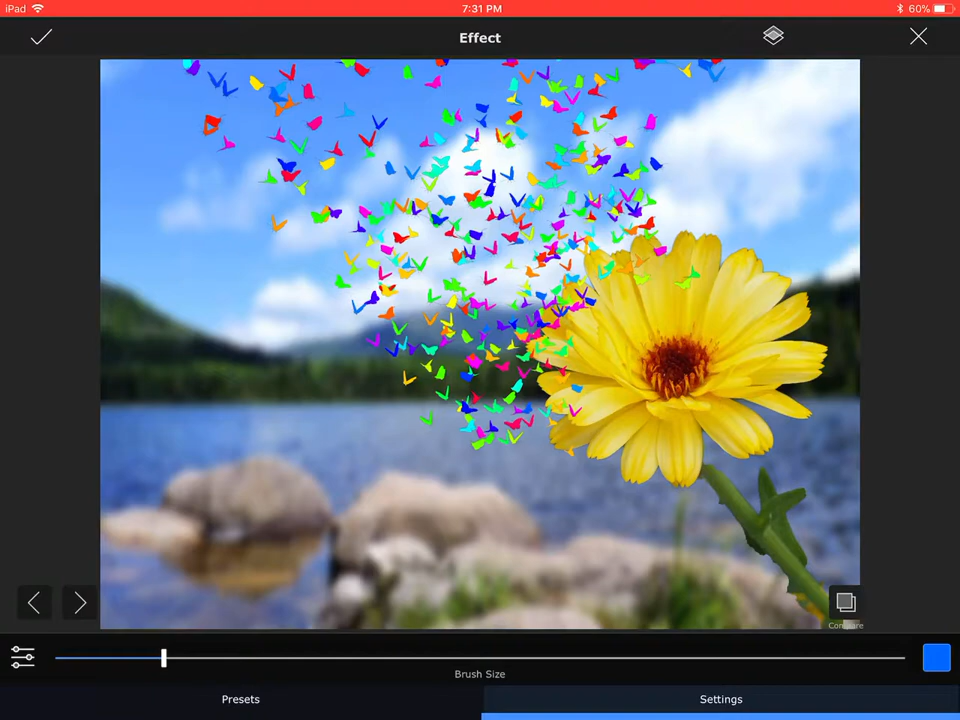 iPad 7:31 PM 60%
Effect
Compare
Brush Size
Presets Settings